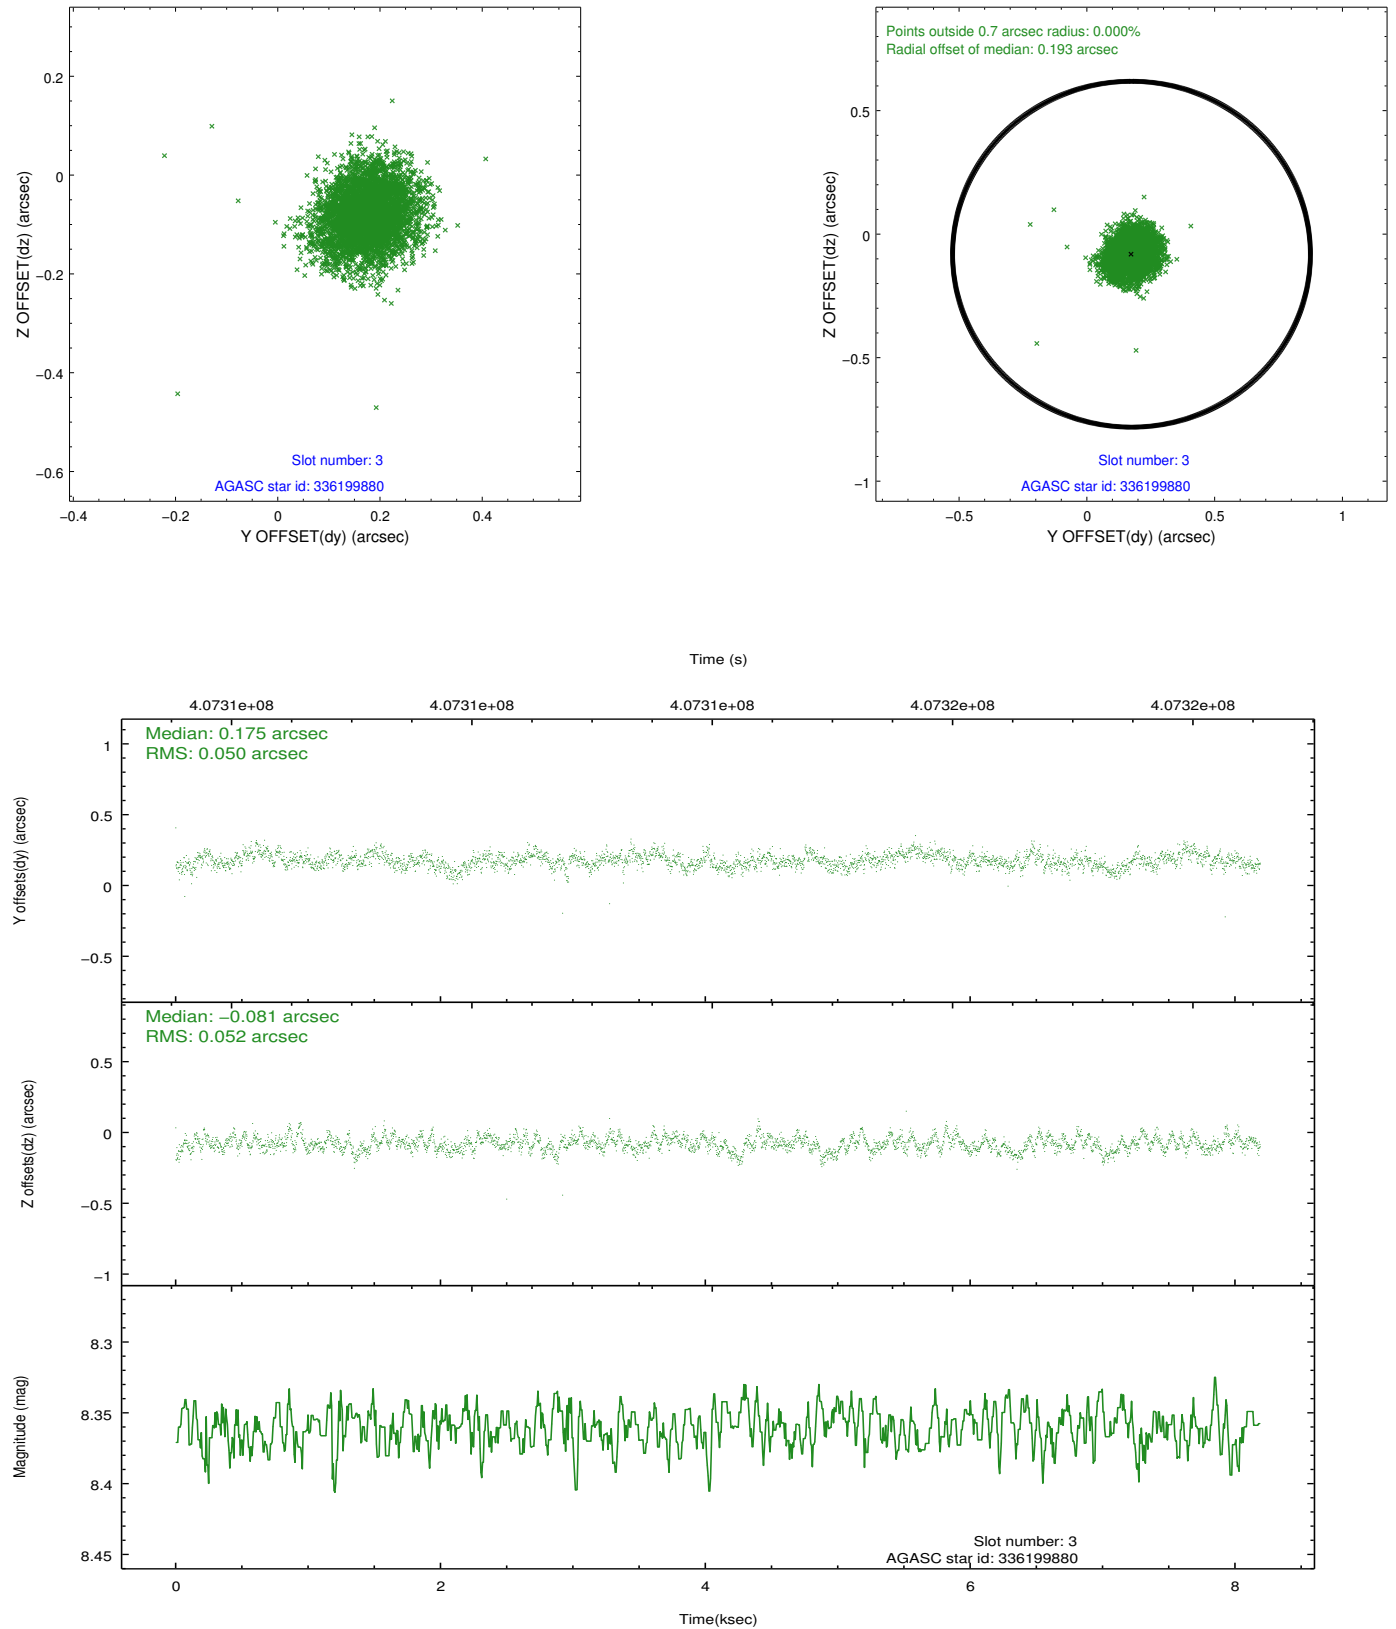 0.2
0
−0.2
−0.4
−0.6
Z OFFSET(dz) (arcsec)
Slot number: 3
AGASC star id: 336199880
−0.4
−0.2
0
0.2
0.4
Y OFFSET(dy) (arcsec)
Points outside 0.7 arcsec radius: 0.000%
Radial offset of median: 0.193 arcsec
0.5
0
−0.5
−1
Z OFFSET(dz) (arcsec)
Slot number: 3
AGASC star id: 336199880
−0.5
0
0.5
1
Y OFFSET(dy) (arcsec)
Time (s)
4.0731e+08
4.0731e+08
4.0731e+08
4.0732e+08
4.0732e+08
Median: 0.175 arcsec
RMS: 0.050 arcsec
1
0.5
0
−0.5
Y offsets(dy) (arcsec)
Median: −0.081 arcsec
RMS: 0.052 arcsec
0.5
0
−0.5
−1
Z offsets(dz) (arcsec)
8.3
8.35
8.4
8.45
Magnitude (mag)
Slot number: 3
AGASC star id: 336199880
0
2
4
6
8
Time(ksec)